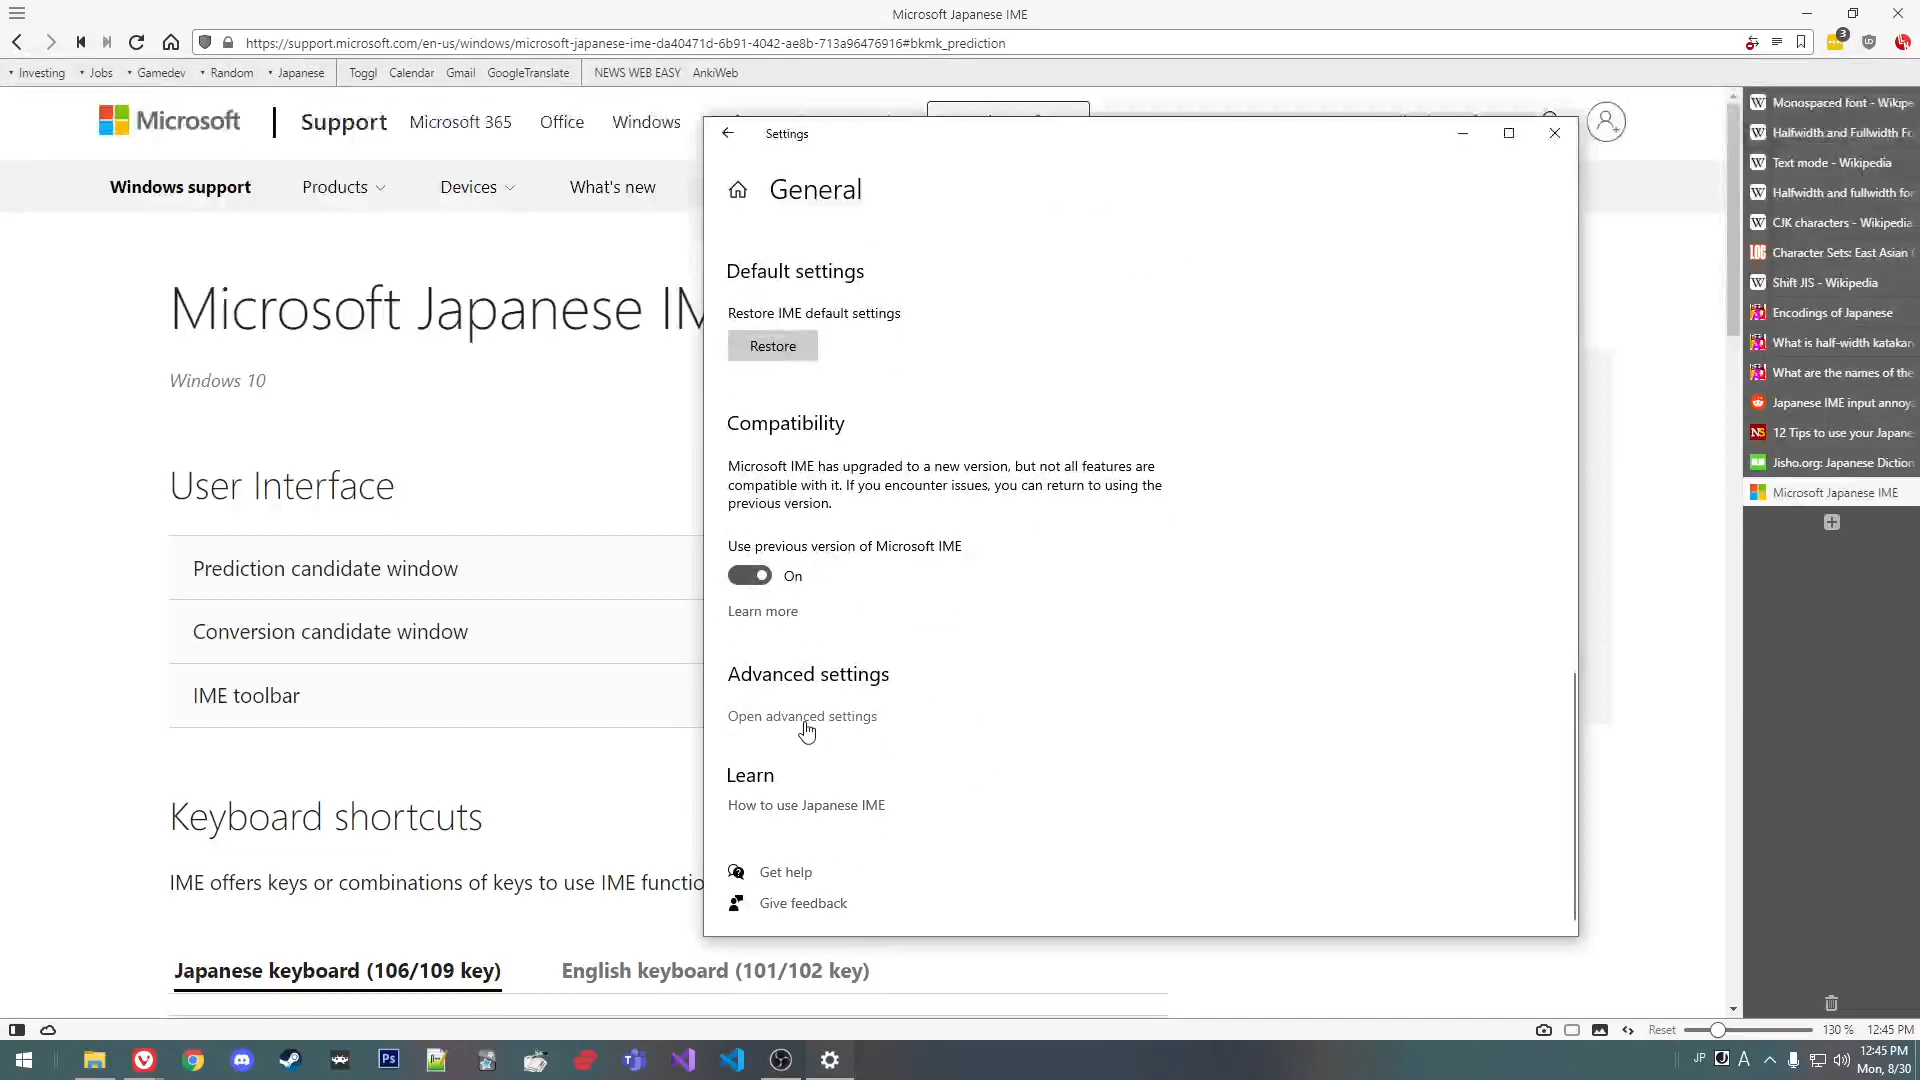 Microsoft Japanese IME
https://support.microsoft.com/en-us/windows/microsoft-japanese-ime-da40471d-6b91-4042-ae8b-713a96476916#bkmk_prediction
3
Investing
Jobs
Gamedev
Random
Japanese
Toggl
Calendar
Gmail
GoogleTranslate
NEWS WEB EASY
AnkiWeb
Microsoft
Support
Microsoft 365
Office
Windows
Windows support
Products
Devices
What's new
Microsoft Japanese IM
Windows 10
User Interface
Prediction candidate window
Conversion candidate window
IME toolbar
Keyboard shortcuts
IME offers keys or combinations of keys to use IME functio
Japanese keyboard (106/109 key)
English keyboard (101/102 key)
Settings
General
Default settings
Restore IME default settings
Restore
Compatibility
Microsoft IME has upgraded to a new version, but not all features are
compatible with it. If you encounter issues, you can return to using the
previous version.
Use previous version of Microsoft IME
On
Learn more
Advanced settings
Open advanced settings
Learn
How to use Japanese IME
Get help
Give feedback
Monospaced font - Wikipe
Halfwidth and Fullwidth Fo
Text mode - Wikipedia
Halfwidth and fullwidth for
CJK characters - Wikipedia
Character Sets: East Asian
Shift JIS - Wikipedia
Encodings of Japanese
What is half-width katakan
What are the names of the
Japanese IME input annoya
12 Tips to use your Japane
Jisho.org: Japanese Diction
Microsoft Japanese IME
Reset
130 %
12:45 PM
JP
A
12:45 PM
Mon, 8/30